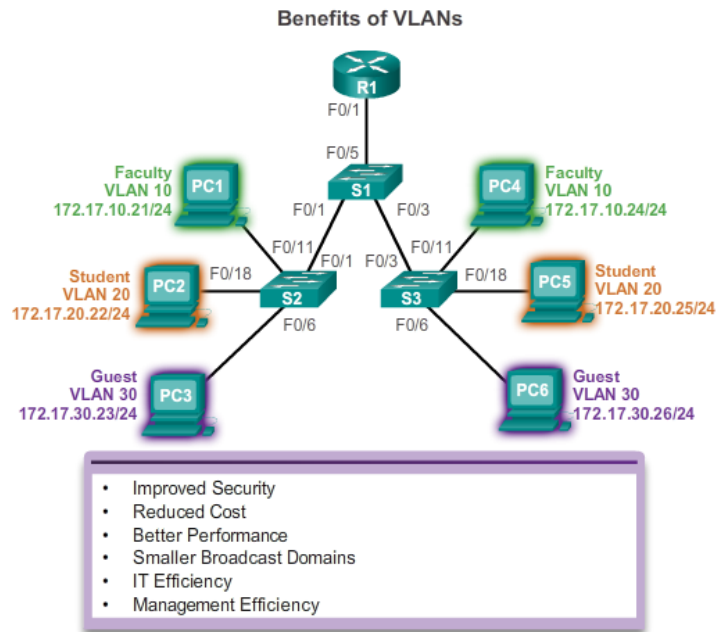 Benefits of VLANs
R1
F0/1
F0/5
S1
F0/1
F0/3
Faculty
VLAN 10
172.17.10.21/24
PC1
F0/11
F0/1
Student
VLAN 20
172.17.20.22/24
PC2
F0/18
S2
F0/6
Guest
VLAN 30
172.17.30.23/24
PC3
PC4
Faculty
VLAN 10
172.17.10.24/24
F0/11
F0/3
F0/18
S3
F0/6
PC5
Student
VLAN 20
172.17.20.25/24
PC6
Guest
VLAN 30
172.17.30.26/24
• Improved Security
• Reduced Cost
• Better Performance
• Smaller Broadcast Domains
• IT Efficiency
• Management Efficiency